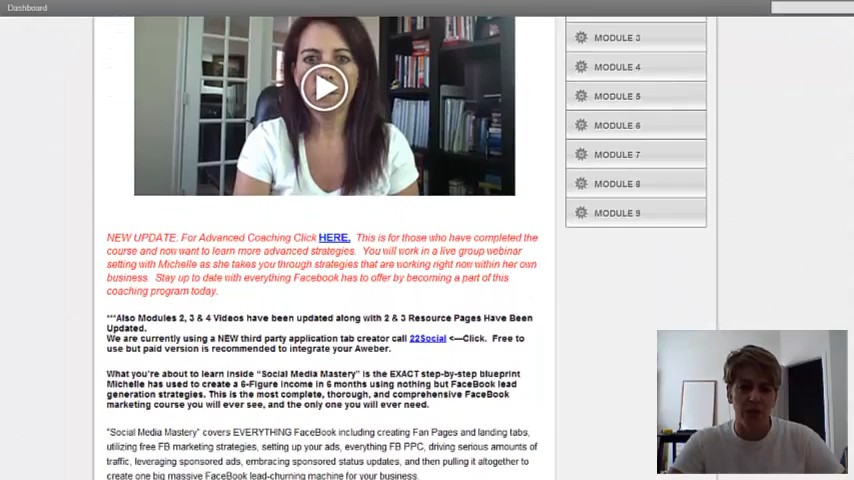 Dashboard
MODULE 3
MODULE 4
MODULE 5
MODULE 6
MODULE 7
MODULE 8
MODULE 9
NEW UPDATE: For Advanced Coaching Click HERE. This is for those who have completed the
course and now want to learn more advanced strategies. You will work in a live group webinar
setting with Michelle as she takes you through strategies that are working right now within her own
business. Stay up to date with everything Facebook has to offer by becoming a part of this
coaching program today.
***Also Modules 2, 3 & 4 Videos have been updated along with 2 & 3 Resource Pages Have Been
Updated.
We are currently using a NEW third party application tab creator call 22Social <—Click. Free to
use but paid version is recommended to integrate your Aweber.
What you're about to learn inside “Social Media Mastery” is the EXACT step-by-step blueprint
Michelle has used to create a 6-Figure income in 6 months using nothing but FaceBook lead
generation strategies. This is the most complete, thorough, and comprehensive FaceBook
marketing course you will ever see, and the only one you will ever need.
“Social Media Mastery” covers EVERYTHING FaceBook including creating Fan Pages and landing tabs,
utilizing free FB marketing strategies, setting up your ads, everything FB PPC, driving serious amounts of
traffic, leveraging sponsored ads, embracing sponsored status updates, and then pulling it altogether to
create one big massive FaceBook lead-churning machine for your business.